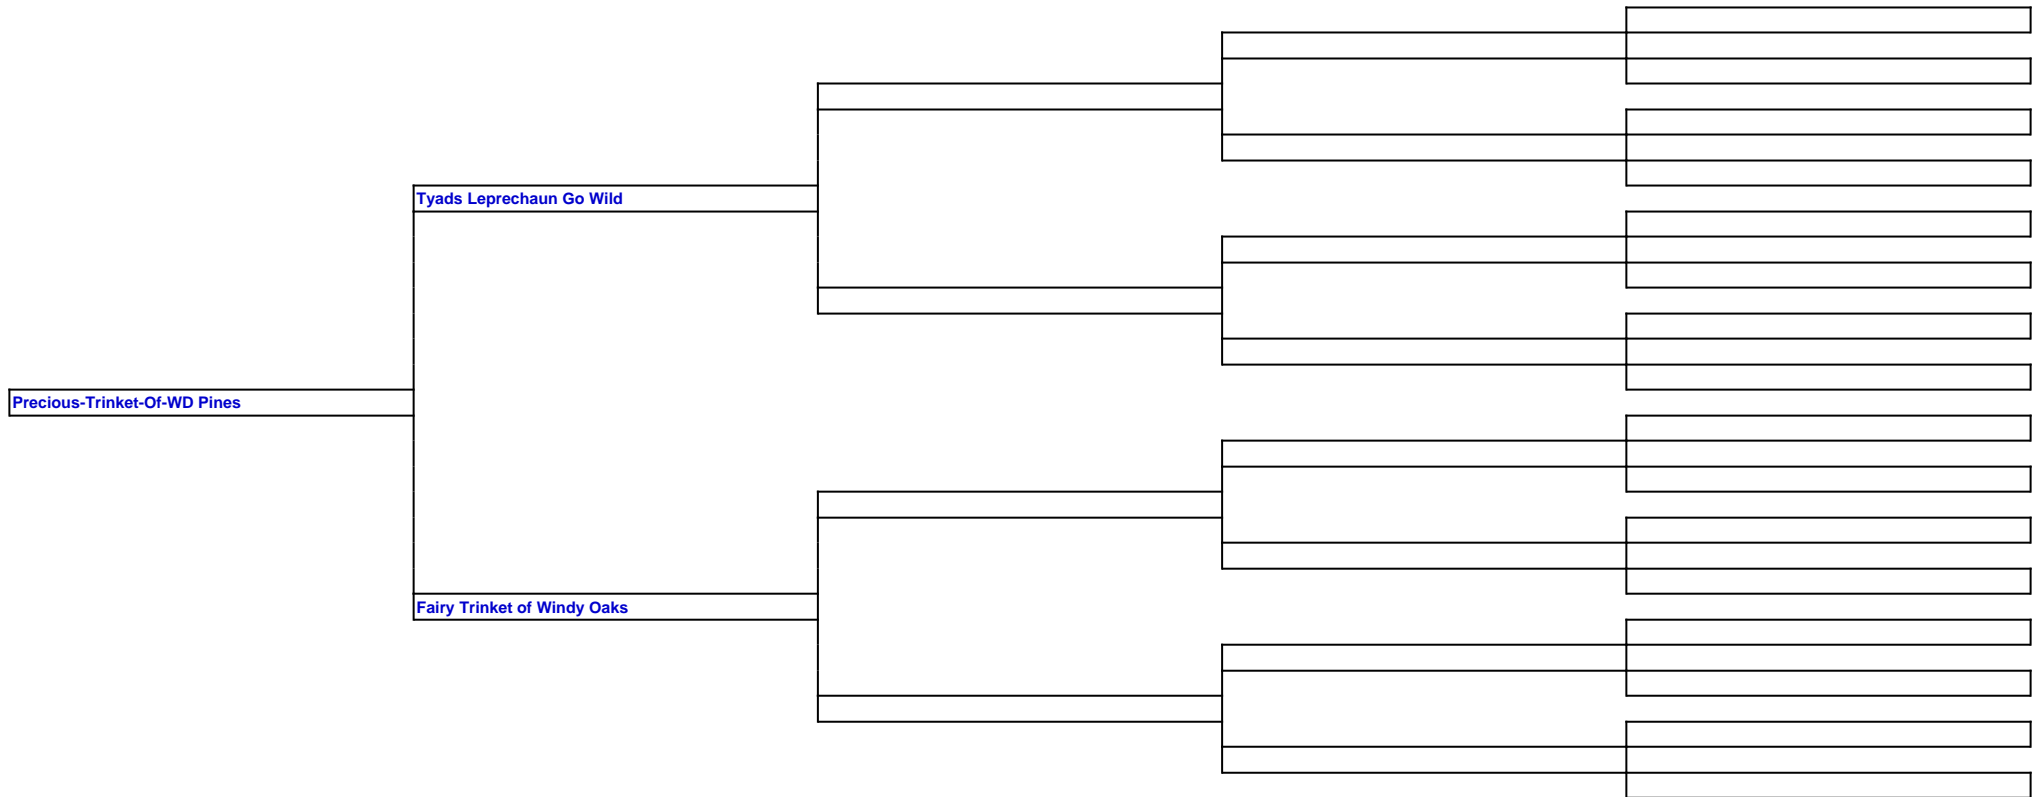 Tyads Leprechaun Go Wild
Precious-Trinket-Of-WD Pines
Fairy Trinket of Windy Oaks